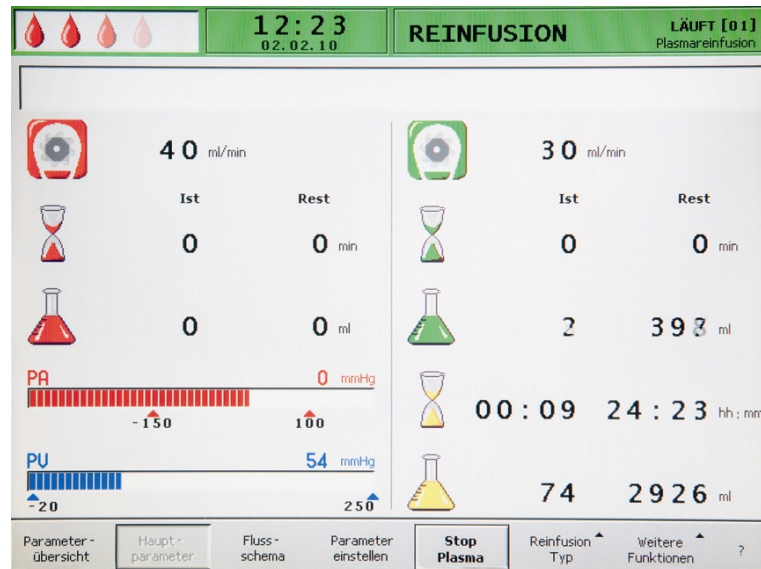 12:23
02.02.10
REINFUSION
LÄUFT [01]
Plasmareinfusion
40 ml/min
30 ml/min
Ist Rest
Ist Rest
0 0 min
0 0 min
0 0 ml
2 ml
PA 0 mmHg
-150 100
00:09 24:23 hh:mm
PV 54 mmHg
-20 250
74 2926 ml
Parameter-
übersicht
Haupt-
parameter
Fluss-
schema
Parameter
einstellen
Stop
Plasma
Reinfusion
Typ
Weitere
Funktionen
?